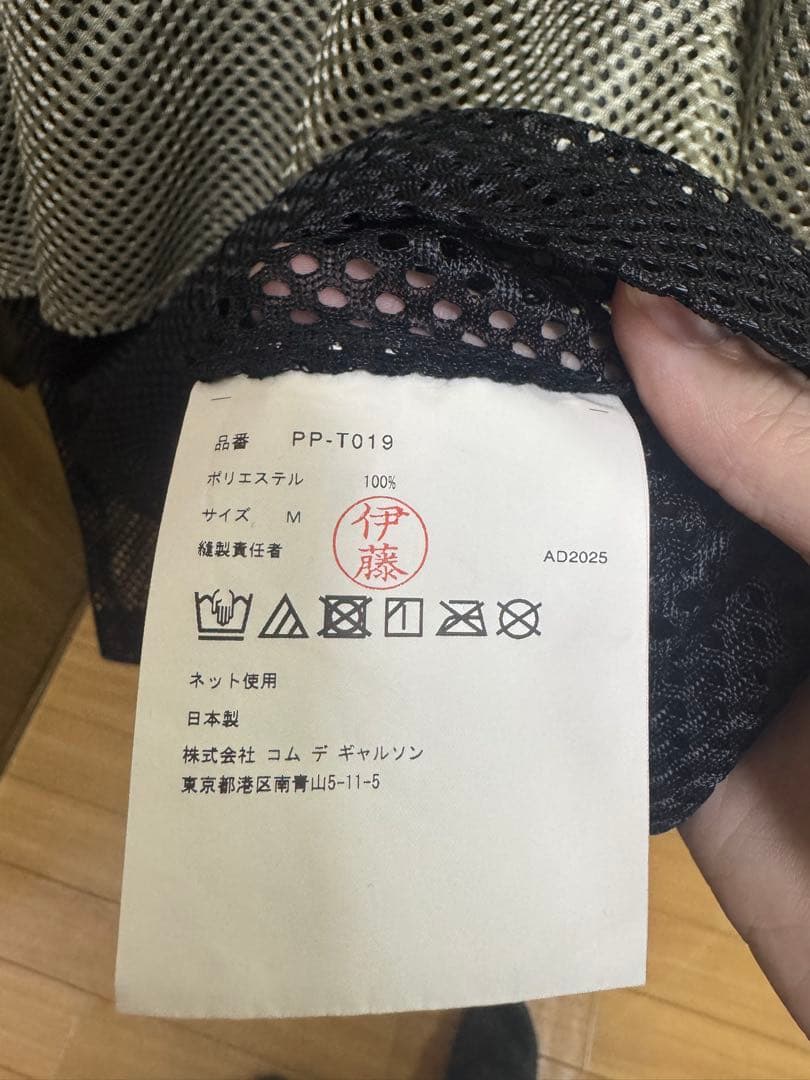 品番 PP-T019
ポリエステル 100%
サイズ M
縫製責任者 伊藤 AD2025
ネット使用
日本製
株式会社 コム デ ギャルソン
東京都港区南青山5-11-5